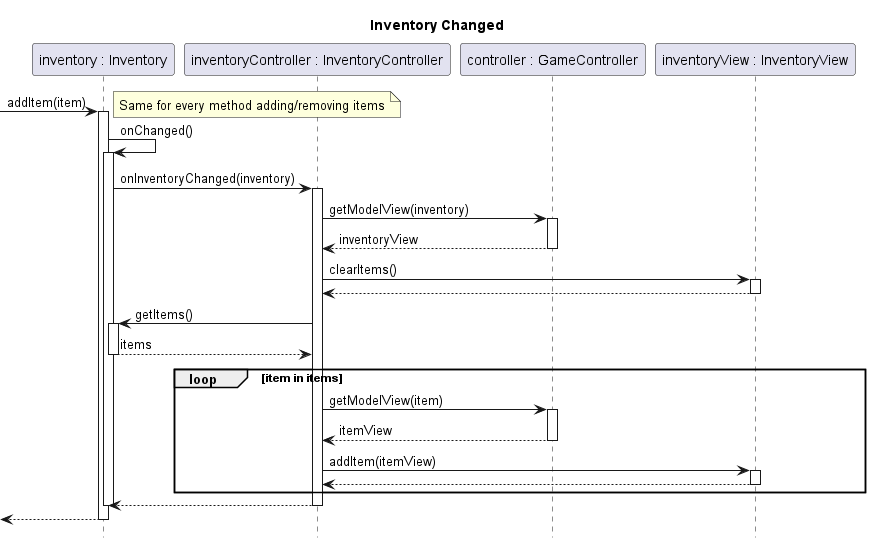 Inventory Changed
inventory : Inventory
inventoryController : InventoryController
controller : GameController
inventoryView : InventoryView
addItem(item)
Same for every method adding/removing items
onChanged()
onInventoryChanged(inventory)
getModelView(inventory)
inventoryView
clearItems()
getItems()
items
loop
[item in items]
getModelView(item)
itemView
addItem(itemView)